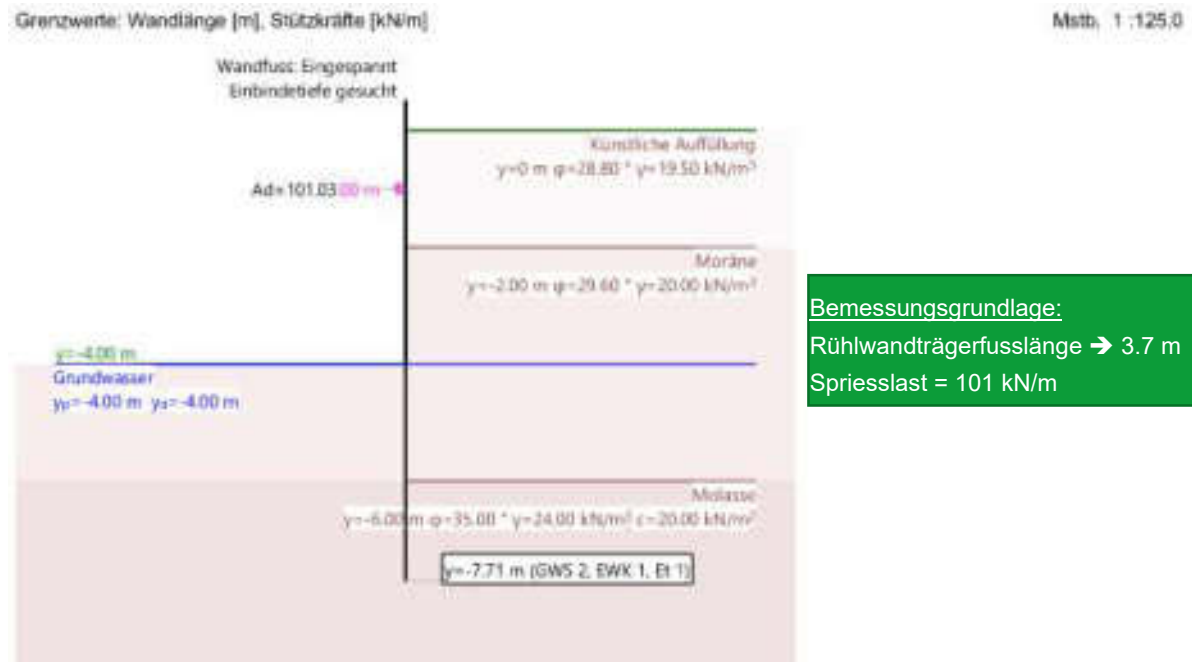 Grenzwerte: Wandlänge [m], Stützkräfte [kN/m]
Mstb. 1 :125.0
Wandfuss: Eingespannt
Einbindetiefe gesucht
Künstliche Auffüllung
y=0 m φ=28.80 ° γ=19.50 kN/m³
Ad=101.03
.00 m
Moräne
y=-2.00 m φ=29.60 ° γ=20.00 kN/m³
Bemessungsgrundlage:
Rühlwandträgerfusslänge ➔ 3.7 m
Spriesslast = 101 kN/m
y=-4.00 m
Grundwasser
yp=-4.00 m ya=-4.00 m
Molasse
y=-6.00 m φ=35.00 ° γ=24.00 kN/m³ c=20.00 kN/m²
y=-7.71 m (GWS 2, EWK 1, Et 1)